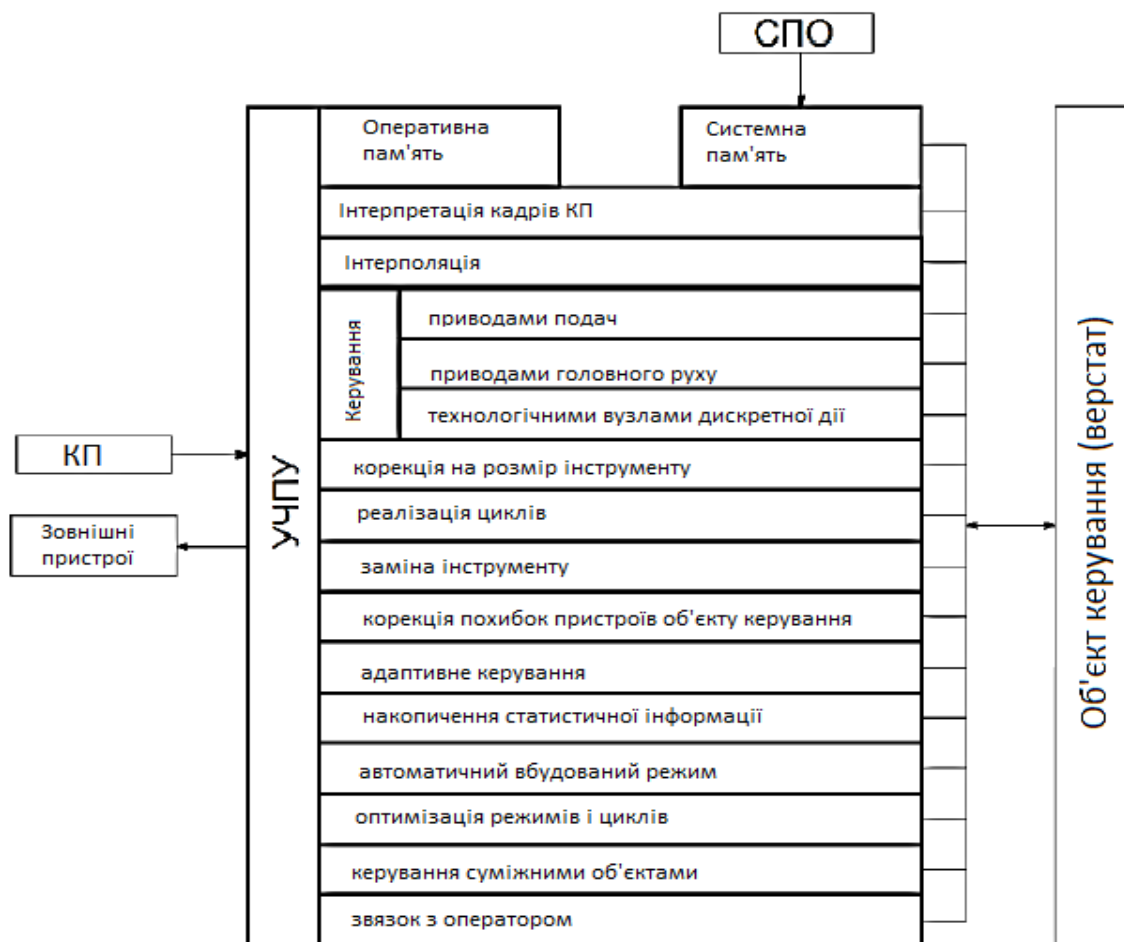 СПО
Оперативна
пам'ять
Системна
пам'ять
Інтерпретація кадрів КП
Інтерполяція
Керування
приводами подач
приводами головного руху
технологічними вузлами дискретної дії
КП
Зовнішні
пристрої
УЧПУ
корекція на розмір інструменту
реалізація циклів
заміна інструменту
корекція похибок пристроїв об'єкту керування
адаптивне керування
накопичення статистичної інформації
автоматичний вбудований режим
оптимізація режимів і циклів
керування суміжними об'єктами
звязок з оператором
Об'єкт керування (верстат)